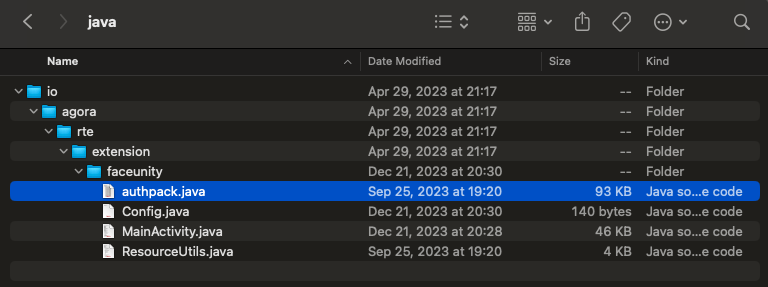 java
Name Date Modified Size Kind
io Apr 29, 2023 at 21:17 -- Folder
agora Apr 29, 2023 at 21:17 -- Folder
rte Apr 29, 2023 at 21:17 -- Folder
extension Apr 29, 2023 at 21:17 -- Folder
faceunity Dec 21, 2023 at 20:30 -- Folder
authpack.java Sep 25, 2023 at 19:20 93 KB Java so...e code
Config.java Dec 21, 2023 at 20:30 140 bytes Java so...e code
MainActivity.java Dec 21, 2023 at 20:28 46 KB Java so...e code
ResourceUtils.java Sep 25, 2023 at 19:20 4 KB Java so...e code